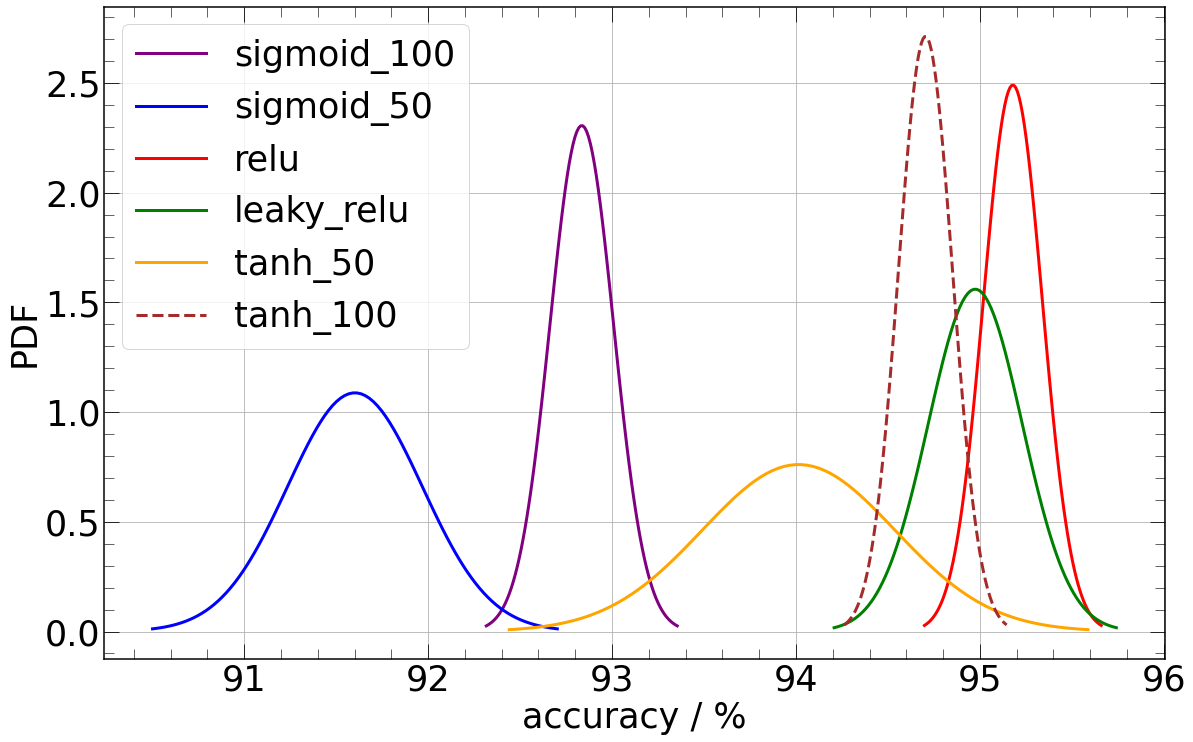 sigmoid_100
sigmoid_50
relu
leaky_relu
tanh_50
tanh_100
PDF
2.5
2.0
1.5
1.0
0.5
0.0
91 92 93 94 95 96
accuracy / %